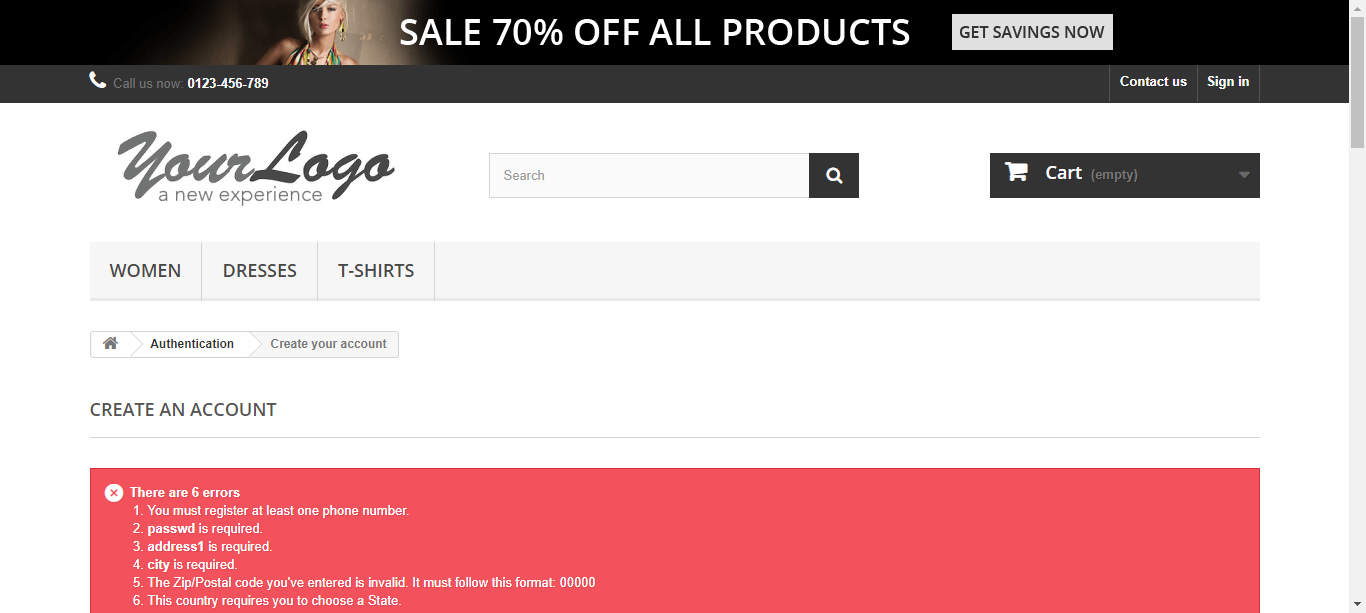 SALE 70% OFF ALL PRODUCTS GET SAVINGS NOW
Call us now: 0123-456-789 Contact us Sign in
YourLogo
a new experience
Search
Cart (empty)
WOMEN DRESSES T-SHIRTS
Authentication Create your account
CREATE AN ACCOUNT
There are 6 errors
1. You must register at least one phone number.
2. passwd is required.
3. address1 is required.
4. city is required.
5. The Zip/Postal code you've entered is invalid. It must follow this format: 00000
6. This country requires you to choose a State.